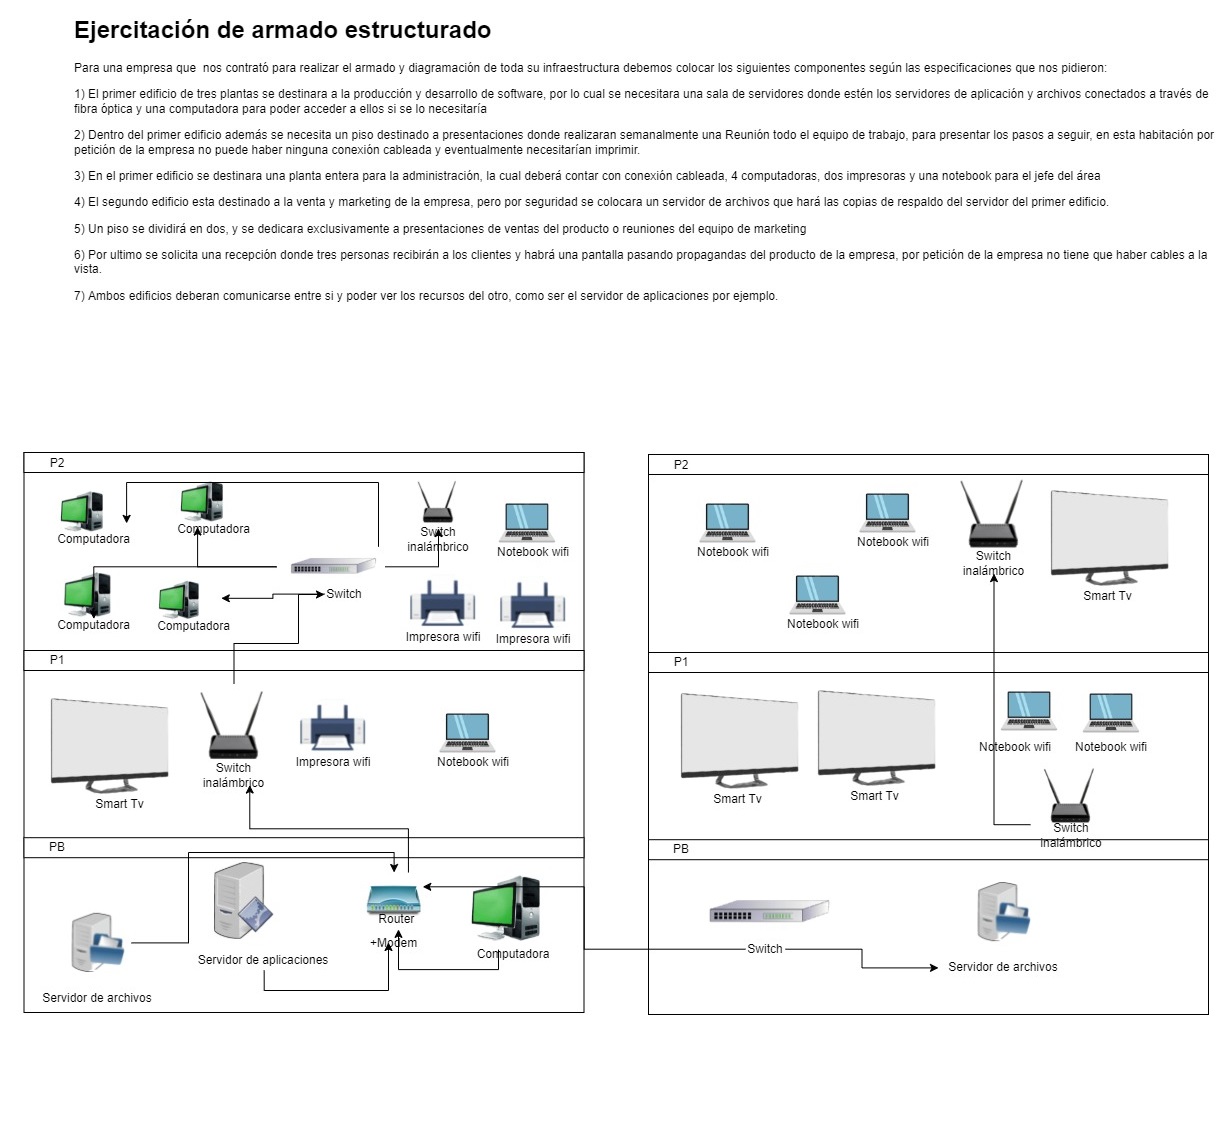 Ejercitación de armado estructurado
Para una empresa que nos contrató para realizar el armado y diagramación de toda su infraestructura debemos colocar los siguientes componentes según las especificaciones que nos pidieron:
1) El primer edificio de tres plantas se destinara a la producción y desarrollo de software, por lo cual se necesitara una sala de servidores donde estén los servidores de aplicación y archivos conectados a través de
fibra óptica y una computadora para poder acceder a ellos si se lo necesitaría
2) Dentro del primer edificio además se necesita un piso destinado a presentaciones donde realizaran semanalmente una Reunión todo el equipo de trabajo, para presentar los pasos a seguir, en esta habitación por
petición de la empresa no puede haber ninguna conexión cableada y eventualmente necesitarían imprimir.
3) En el primer edificio se destinara una planta entera para la administración, la cual deberá contar con conexión cableada, 4 computadoras, dos impresoras y una notebook para el jefe del área
4) El segundo edificio esta destinado a la venta y marketing de la empresa, pero por seguridad se colocara un servidor de archivos que hará las copias de respaldo del servidor del primer edificio.
5) Un piso se dividirá en dos, y se dedicara exclusivamente a presentaciones de ventas del producto o reuniones del equipo de marketing
6) Por ultimo se solicita una recepción donde tres personas recibirán a los clientes y habrá una pantalla pasando propagandas del producto de la empresa, por petición de la empresa no tiene que haber cables a la
vista.
7) Ambos edificios deberan comunicarse entre si y poder ver los recursos del otro, como ser el servidor de aplicaciones por ejemplo.
P2
Computadora
Computadora
Switch
inalámbrico
Notebook wifi
Switch
Computadora
Computadora
Impresora wifi
Impresora wifi
P1
Smart Tv
Switch
inalámbrico
Impresora wifi
Notebook wifi
PB
Servidor de archivos
Servidor de aplicaciones
Router
+Modem
Computadora
P2
Notebook wifi
Notebook wifi
Notebook wifi
Switch
inalámbrico
Smart Tv
P1
Smart Tv
Smart Tv
Notebook wifi
Notebook wifi
Switch
inalámbrico
PB
Switch
Servidor de archivos